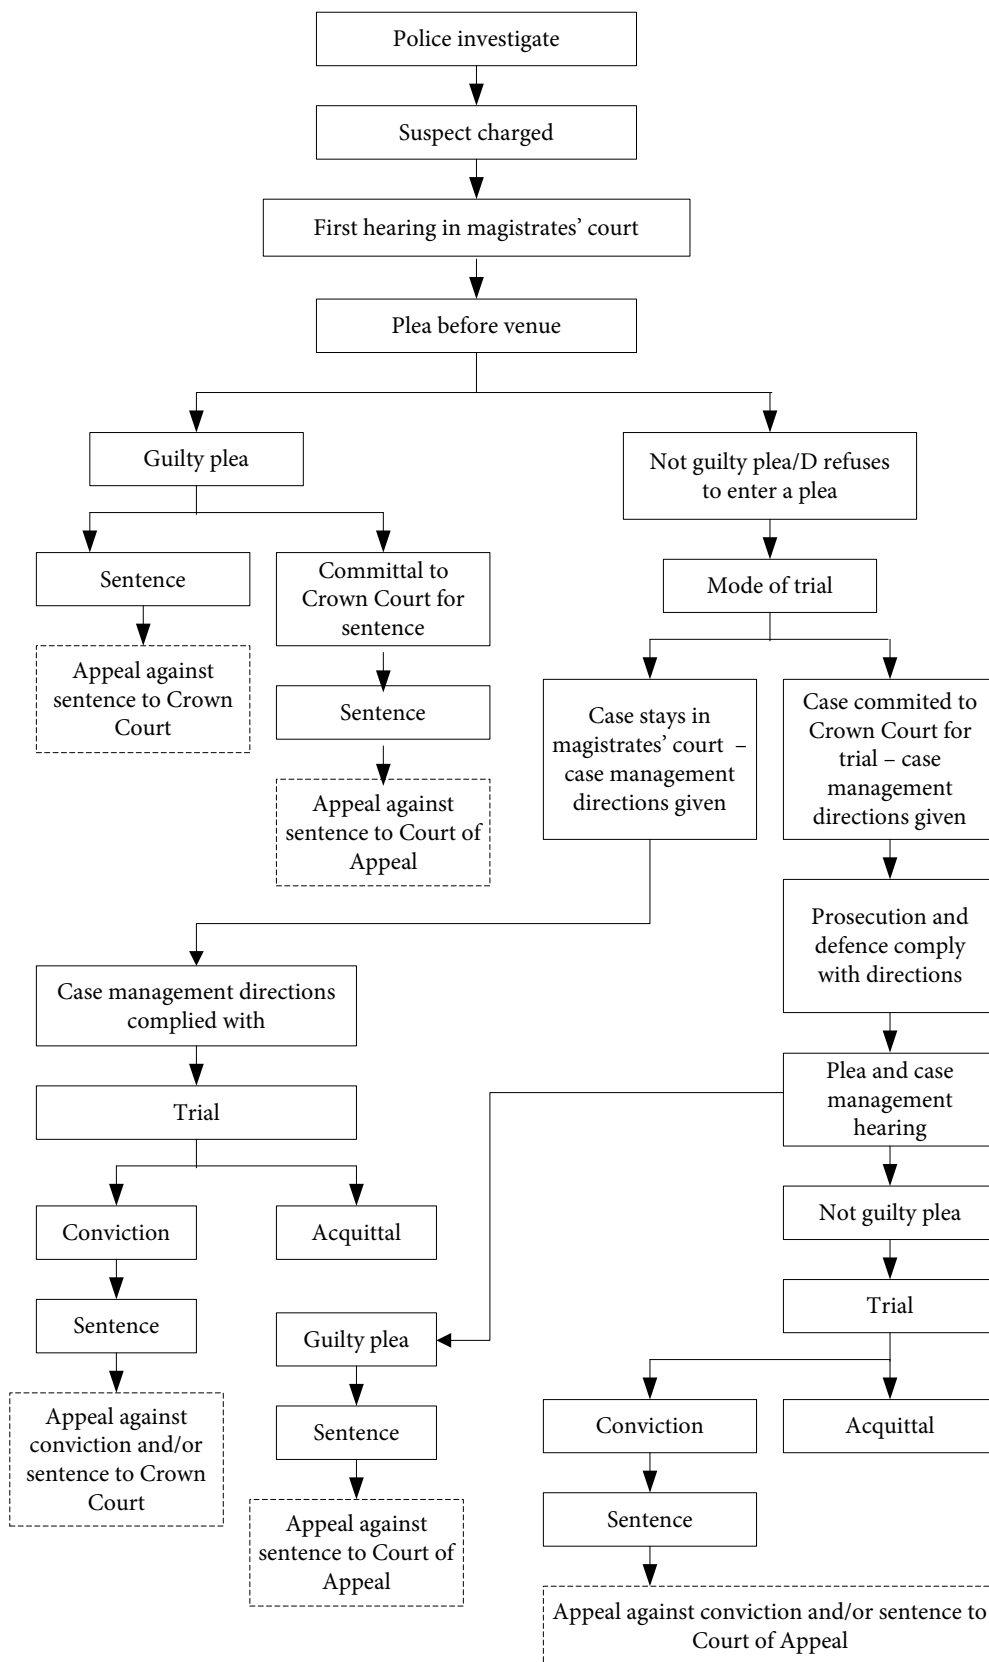 Police investigate
Suspect charged
First hearing in magistrates’ court
Plea before venue
Guilty plea
Not guilty plea/D refuses
to enter a plea
Sentence
Committal to
Crown Court for
sentence
Mode of trial
Appeal against
sentence to Crown
Court
Sentence
Appeal against
sentence to Court of
Appeal
Case stays in
magistrates’ court –
case management
directions given
Case commited to
Crown Court for
trial – case
management
directions given
Prosecution and
defence comply
with directions
Case management directions
complied with
Trial
Plea and case
management
hearing
Conviction
Acquittal
Not guilty plea
Sentence
Guilty plea
Trial
Appeal against
conviction and/or
sentence to Crown
Court
Sentence
Appeal against
sentence to Court of
Appeal
Conviction
Acquittal
Sentence
Appeal against conviction and/or sentence to
Court of Appeal